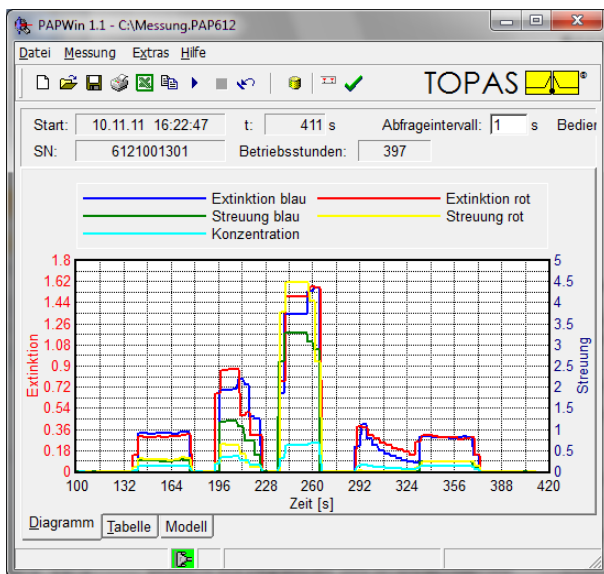 PAPWin 1.1 - C:\Messung.PAP612
Datei Messung Extras Hilfe
TOPAS ®
Start: 10.11.11 16:22:47 t: 411 s Abfrageintervall: 1 s Bedier
SN: 6121001301 Betriebsstunden: 397
Extinktion blau Extinktion rot
Streuung blau Streuung rot
Konzentration
1.8 5
1.62 4.5
1.44 4
1.26 3.5
1.08 3
0.9 2.5
0.72 2
0.54 1.5
0.36 1
0.18 0.5
0 0
Extinktion
Streuung
100 132 164 196 228 260 292 324 356 388 420
Zeit [s]
Diagramm Tabelle Modell